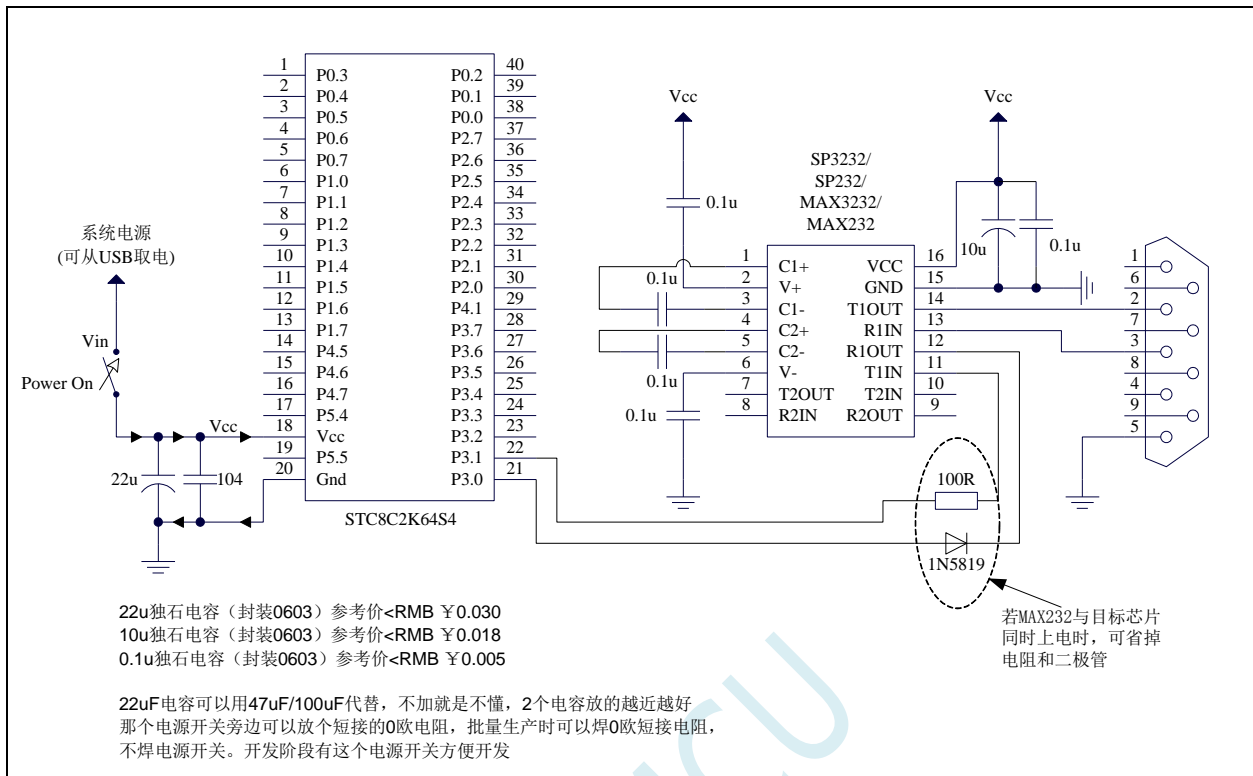 1 P0.3 P0.2 40
2 P0.4 P0.1 39
3 P0.5 P0.0 38
4 P0.6 P2.7 37
5 P0.7 P2.6 36
6 P1.0 P2.5 35
7 P1.1 P2.4 34
8 P1.2 P2.3 33
9 P1.3 P2.2 32
10 P1.4 P2.1 31
11 P1.5 P2.0 30
12 P1.6 P4.1 29
13 P1.7 P3.7 28
14 P4.5 P3.6 27
15 P4.6 P3.5 26
16 P4.7 P3.4 25
17 P5.4 P3.3 24
18 Vcc P3.2 23
19 P5.5 P3.1 22
20 Gnd P3.0 21
STC8C2K64S4
系统电源
(可从USB取电)
Vin
Power On
Vcc
22u
104
Vcc
0.1u
0.1u
0.1u
0.1u
SP3232/
SP232/
MAX3232/
MAX232
1 C1+ VCC 16
2 V+ GND 15
3 C1- T1OUT 14
4 C2+ R1IN 13
5 C2- R1OUT 12
6 V- T1IN 11
7 T2OUT T2IN 10
8 R2IN R2OUT 9
Vcc
10u
0.1u
1
6
2
7
3
8
4
9
5
100R
1N5819
若MAX232与目标芯片
同时上电时，可省掉
电阻和二极管
22u独石电容（封装0603）参考价<RMB ￥0.030
10u独石电容（封装0603）参考价<RMB ￥0.018
0.1u独石电容（封装0603）参考价<RMB ￥0.005
22uF电容可以用47uF/100uF代替，不加就是不懂，2个电容放的越近越好
那个电源开关旁边可以放个短接的0欧电阻，批量生产时可以焊0欧短接电阻，
不焊电源开关。开发阶段有这个电源开关方便开发
MCU